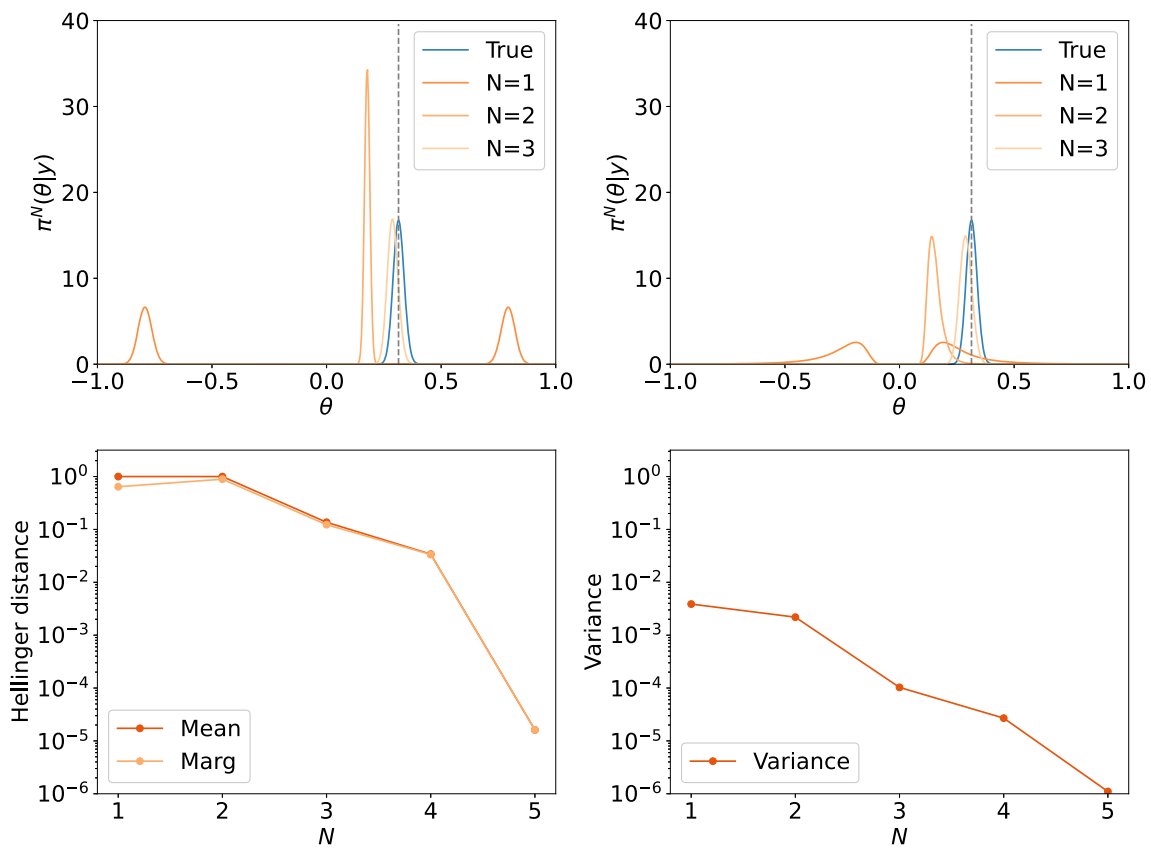 40
30
20
10
0
π^N(θ|y)
−1.0 −0.5 0.0 0.5 1.0
θ
True
N=1
N=2
N=3
40
30
20
10
0
π^N(θ|y)
−1.0 −0.5 0.0 0.5 1.0
θ
True
N=1
N=2
N=3
10^0
10^−1
10^−2
10^−3
10^−4
10^−5
10^−6
Hellinger distance
1 2 3 4 5
N
Mean
Marg
10^0
10^−1
10^−2
10^−3
10^−4
10^−5
10^−6
Variance
1 2 3 4 5
N
Variance